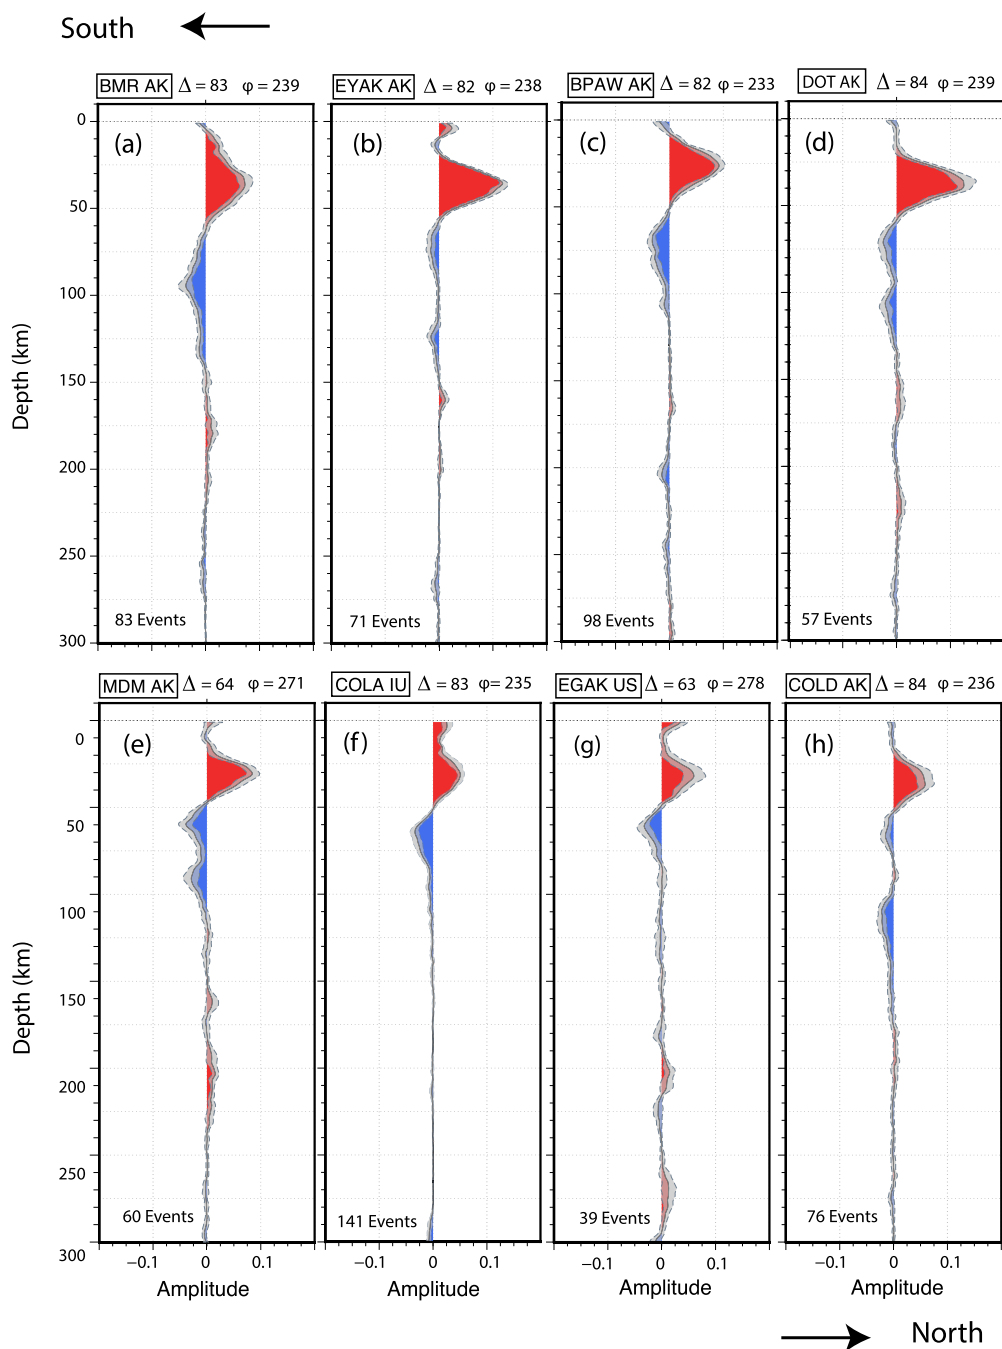 South
BMR AK Δ = 83 φ = 239
EYAK AK Δ = 82 φ = 238
BPAW AK Δ = 82 φ = 233
DOT AK Δ = 84 φ = 239
(a)
(b)
(c)
(d)
0
50
100
150
200
250
300
Depth (km)
83 Events
71 Events
98 Events
57 Events
MDM AK Δ = 64 φ = 271
COLA IU Δ = 83 φ= 235
EGAK US Δ = 63 φ = 278
COLD AK Δ = 84 φ = 236
(e)
(f)
(g)
(h)
0
50
100
150
200
250
300
Depth (km)
60 Events
141 Events
39 Events
76 Events
−0.1 0 0.1
−0.1 0 0.1
−0.1 0 0.1
−0.1 0 0.1
Amplitude
Amplitude
Amplitude
Amplitude
North